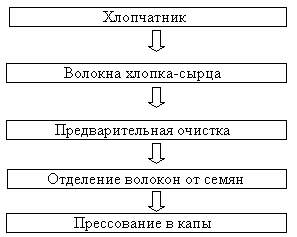 Хлопчатник
Волокна хлопка-сырца
Предварительная очистка
Отделение волокон от семян
Прессование в капы